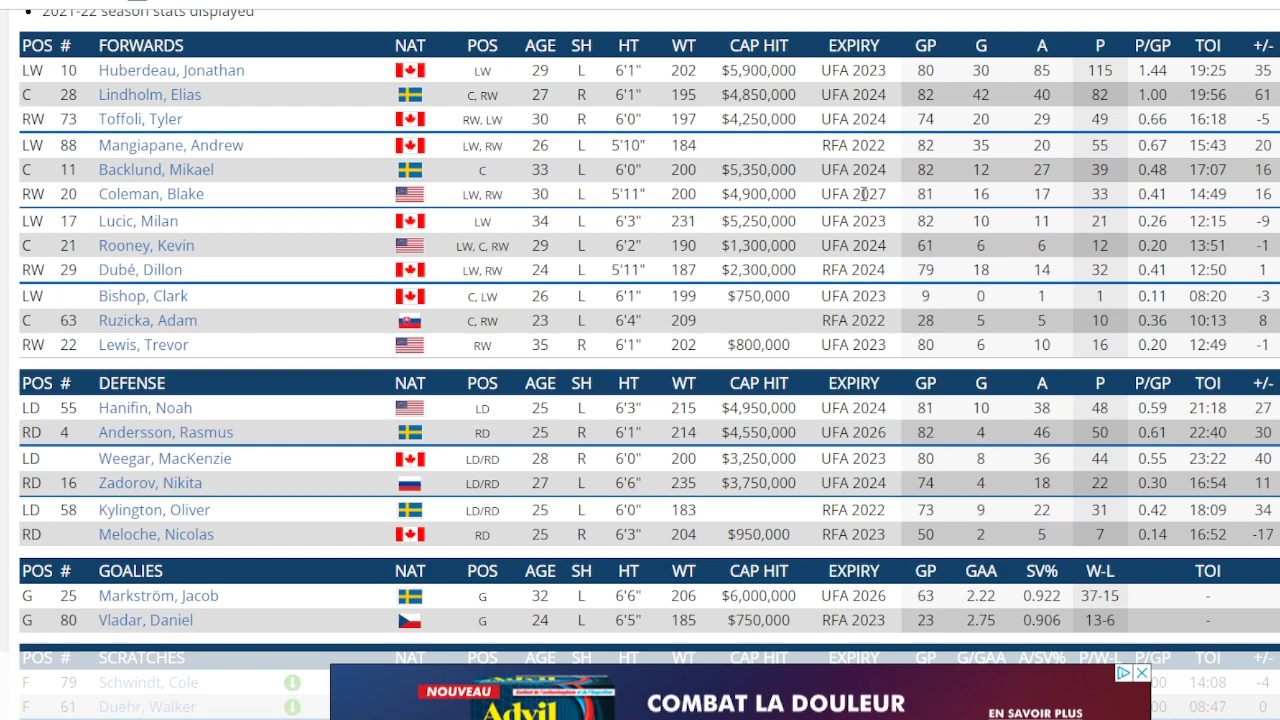 2021-22 season stats displayed
POS # FORWARDS NAT POS AGE SH HT WT CAP HIT EXPIRY GP G A P P/GP TOI +/-
LW 10 Huberdeau, Jonathan LW 29 L 6'1" 202 $5,900,000 UFA 2023 80 30 85 115 1.44 19:25 35
C 28 Lindholm, Elias C, RW 27 R 6'1" 195 $4,850,000 UFA 2024 82 42 40 82 1.00 19:56 6
RW 73 Toffoli, Tyler RW, LW 30 R 6'0" 197 $4,250,000 UFA 2024 74 20 29 49 0.66 16:18 -5
LW 88 Mangiapane, Andrew LW, RW 26 L 5'10" 184 RFA 2022 82 35 20 55 0.67 15:43 20
C 11 Backlund, Mikael C 33 L 6'0" 200 $5,350,000 UFA 2024 82 12 27 39 0.48 17:07 16
RW 20 Coleman, Blake LW, RW 30 L 5'11" 200 $4,900,000 UFA 2027 81 16 17 33 0.41 14:49 16
LW 17 Lucic, Milan LW 34 L 6'3" 231 $5,250,000 UFA 2023 82 10 11 21 0.26 12:15
C 21 Rooney, Kevin LW, C, RW 29 L 6'2" 190 $1,300,000 UFA 2024 61 6 6 12 0.20 13:51
RW 29 Dubé, Dillon LW, RW 24 L 5'11" 187 $2,300,000 RFA 2024 79 18 14 32 0.41 12:50 1
LW Bishop, Clark C, LW 26 L 6'1" 199 $750,000 UFA 2023 9 0 1 1 0.11 08:20 -3
C 63 Ruzicka, Adam C, RW 23 L 6'4" 209 RFA 2022 28 5 5 10 0.36 10:13 8
RW 22 Lewis, Trevor RW 35 R 6'1" 202 $800,000 UFA 2023 80 6 10 16 0.20 12:49
POS # DEFENSE NAT POS AGE SH HT WT CAP HIT EXPIRY GP G A P P/GP TOI +/-
LD 55 Hanifin, Noah LD 25 L 6'3" 215 $4,950,000 UFA 2024 81 10 38 48 0.59 21:18 27
RD 4 Andersson, Rasmus RD 25 R 6'1" 214 $4,550,000 UFA 2026 82 4 46 50 0.61 22:40 30
LD Weegar, MacKenzie LD/RD 28 R 6'0" 200 $3,250,000 UFA 2023 80 8 36 44 0.55 23:22 40
RD 16 Zadorov, Nikita LD/RD 27 L 6'6" 235 $3,750,000 UFA 2024 74 4 18 22 0.30 16:54 11
LD 58 Kylington, Oliver LD/RD 25 L 6'0" 183 RFA 2022 73 9 22 31 0.42 18:09 34
RD Meloche, Nicolas RD 25 R 6'3" 204 $950,000 RFA 2023 50 2 5 7 0.14 16:52 -17
POS # GOALIES NAT POS AGE SH HT WT CAP HIT EXPIRY GP GAA SV% W-L TOI
G 25 Markström, Jacob G 32 L 6'6" 206 $6,000,000 UFA 2026 63 2.22 0.922 37-15 -
G 80 Vladar, Daniel G 24 L 6'5" 185 $750,000 RFA 2023 23 2.75 0.906 13-6 -
POS # SCRATCHES NAT POS AGE SH HT WT CAP HIT EXPIRY GP G/GAA A/SV% P/W-L P/GP TOI +/-
F 79 Schwindt, Cole 14:08
F 61 Duehr, Walker 08:47 0
NOUVEAU
Advil
COMBAT LA DOULEUR
EN SAVOIR PLUS